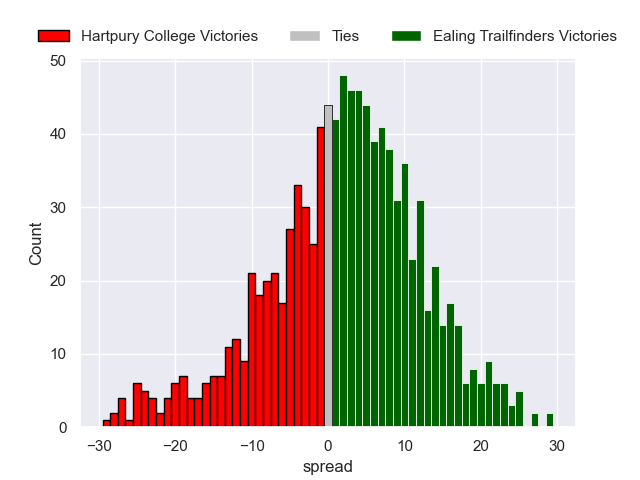 Hartpury College Victories Ties Ealing Trailfinders Victories
50
40
30
20
10
0
Count
−30 −20 −10 0 10 20 30
spread